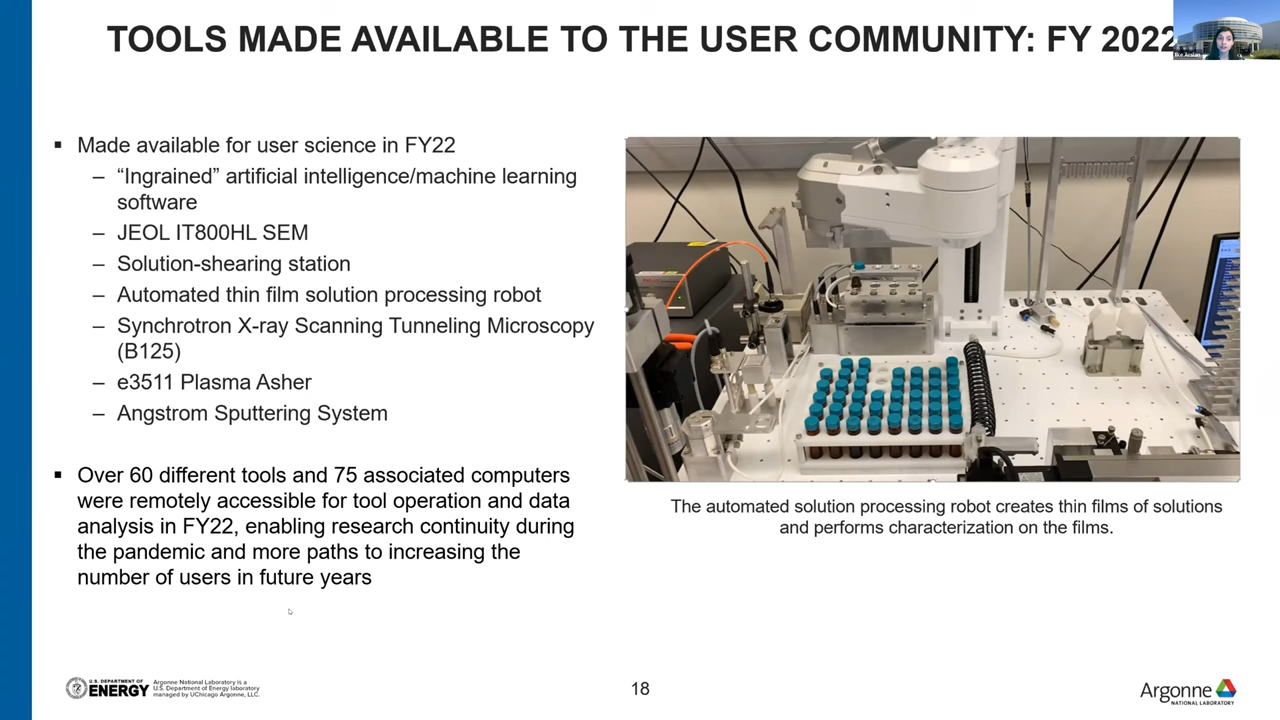 TOOLS MADE AVAILABLE TO THE USER COMMUNITY: FY 2022
▪ Made available for user science in FY22
– “Ingrained” artificial intelligence/machine learning
software
– JEOL IT800HL SEM
– Solution-shearing station
– Automated thin film solution processing robot
– Synchrotron X-ray Scanning Tunneling Microscopy
(B125)
– e3511 Plasma Asher
– Angstrom Sputtering System
▪ Over 60 different tools and 75 associated computers
were remotely accessible for tool operation and data
analysis in FY22, enabling research continuity during
the pandemic and more paths to increasing the
number of users in future years
The automated solution processing robot creates thin films of solutions
and performs characterization on the films.
U.S. DEPARTMENT OF
ENERGY
Argonne National Laboratory is a
U.S. Department of Energy laboratory
managed by UChicago Argonne, LLC.
18
Argonne
NATIONAL LABORATORY